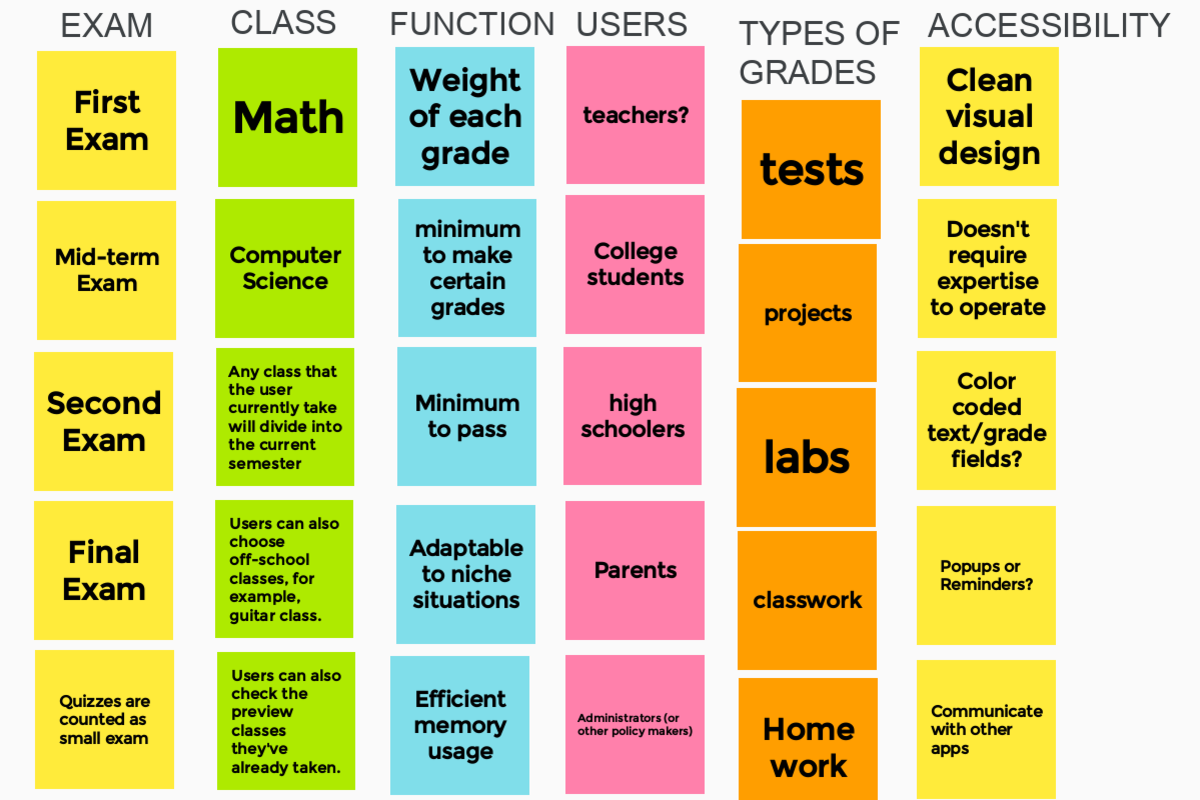 EXAM
First
Exam
Mid-term
Exam
Second
Exam
Final
Exam
Quizzes are
counted as
small exam
CLASS
Math
Computer
Science
Any class that
the user
currently take
will divide into
the current
semester
Users can also
choose
off-school
classes, for
example,
guitar class.
Users can also
check the
preview
classes
they've
already taken.
FUNCTION
Weight
of each
grade
minimum
to make
certain
grades
Minimum
to pass
Adaptable
to niche
situations
Efficient
memory
usage
USERS
teachers?
College
students
high
schoolers
Parents
Administrators (or
other policy makers)
TYPES OF
GRADES
tests
projects
labs
classwork
Home
work
ACCESSIBILITY
Clean
visual
design
Doesn't
require
expertise
to operate
Color
coded
text/grade
fields?
Popups or
Reminders?
Communicate
with other
apps